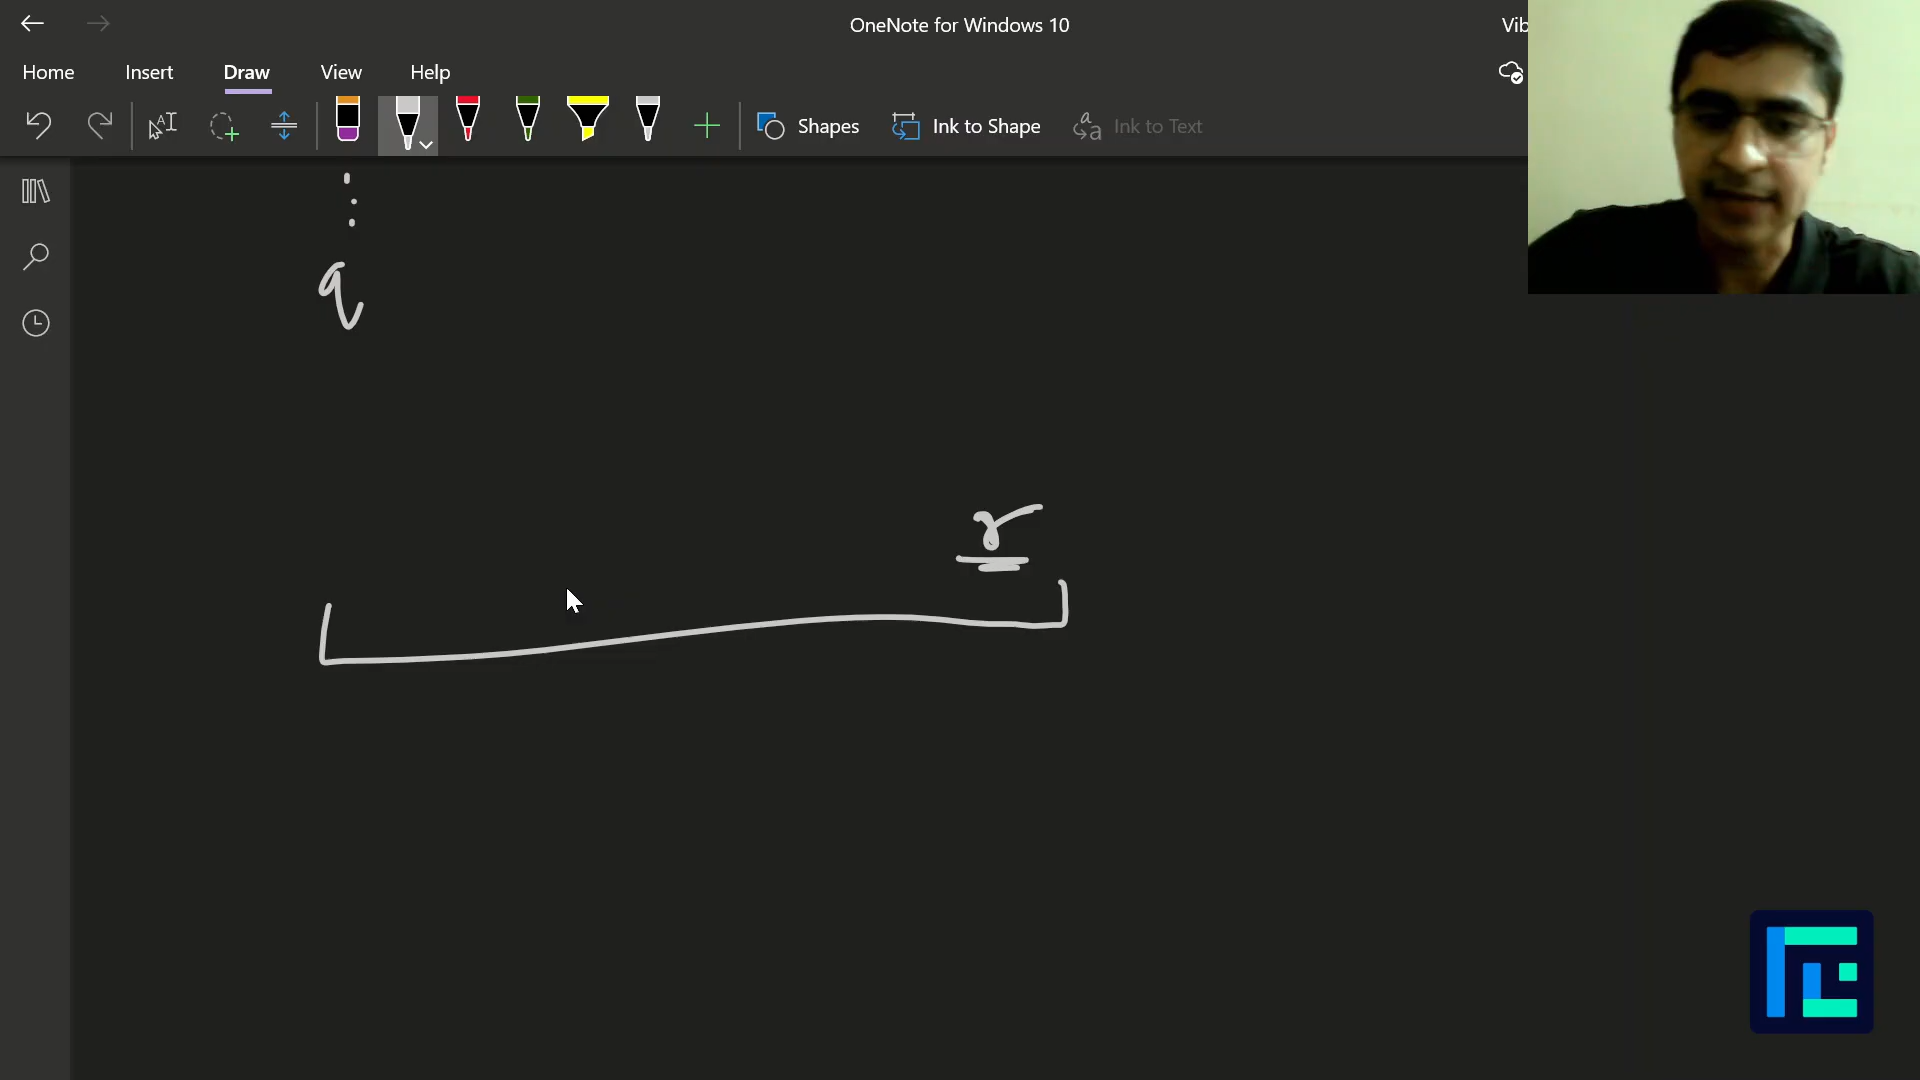 OneNote for Windows 10
Vib
Home Insert Draw View Help
Shapes Ink to Shape Ink to Text
q
r